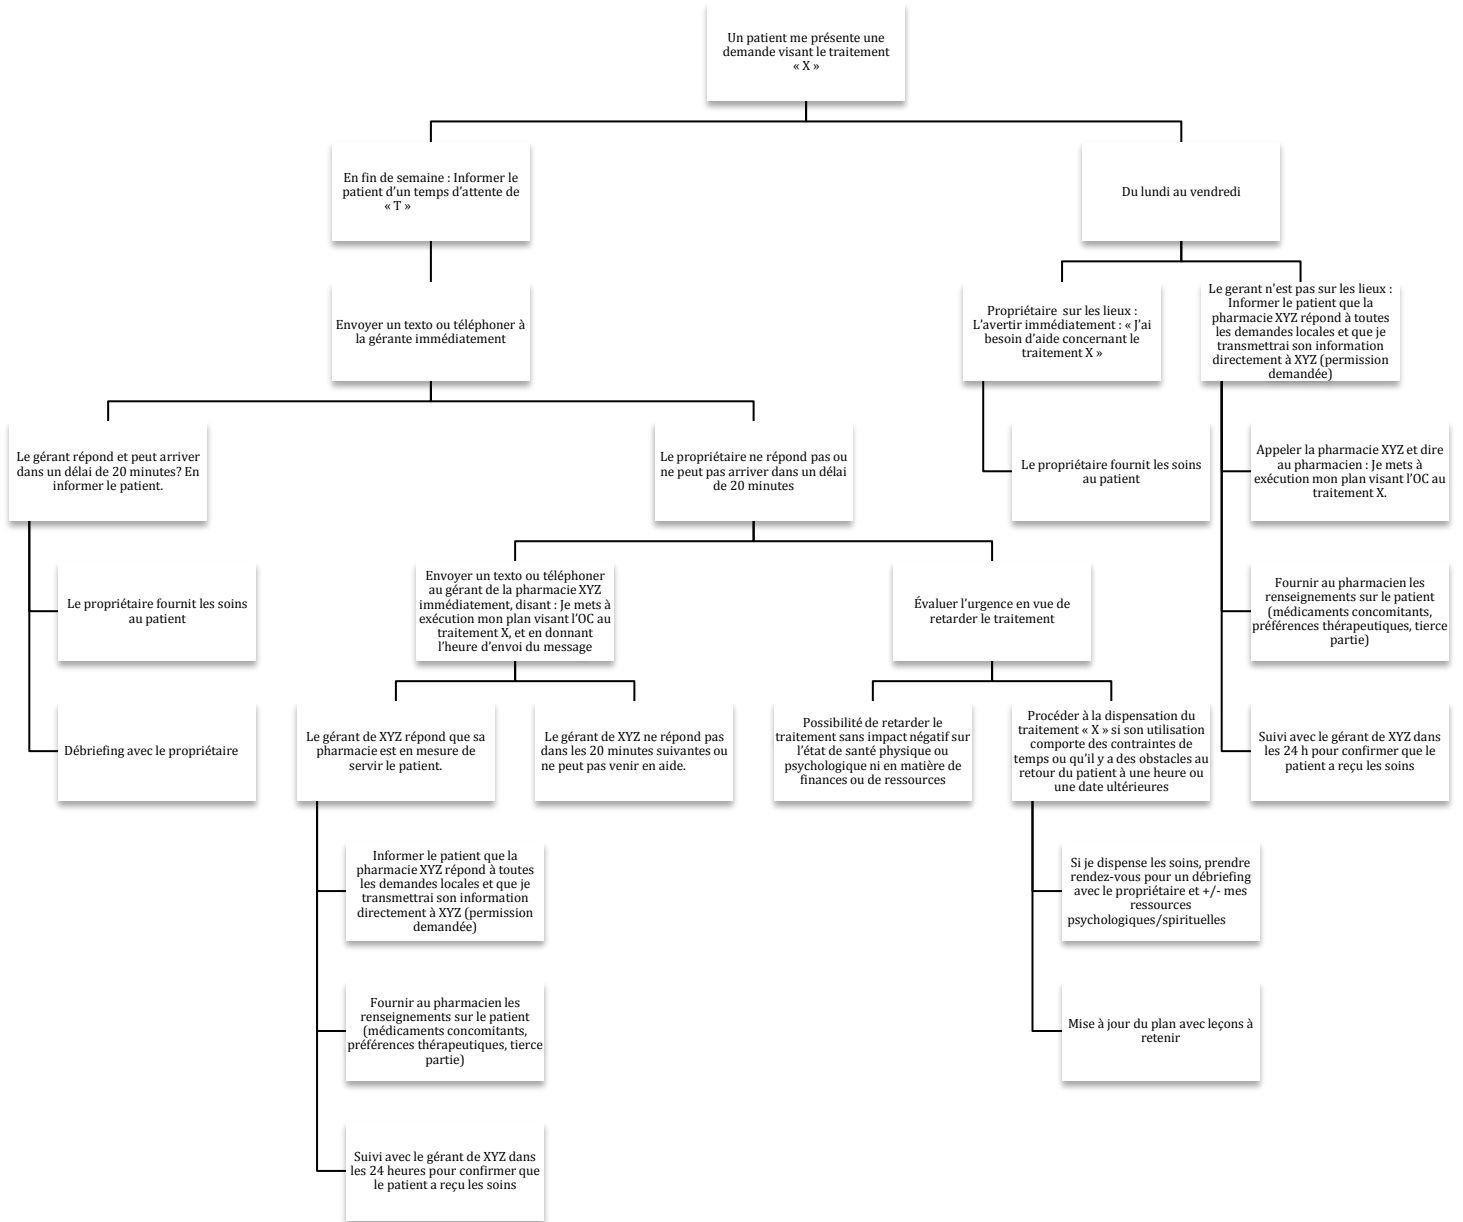 Un patient me présente une
demande visant le traitement
« X »
En fin de semaine : Informer le
patient d'un temps d'attente de
« T »
Du lundi au vendredi
Envoyer un texto ou téléphoner à
la gérante immédiatement
Propriétaire  sur les lieux :
L'avertir immédiatement : « J'ai
besoin d'aide concernant le
traitement X »
Le gerant n'est pas sur les lieux :
Informer le patient que la
pharmacie XYZ répond à toutes
les demandes locales et que je
transmettrai son information
directement à XYZ (permission
demandée)
Le gérant répond et peut arriver
dans un délai de 20 minutes? En
informer le patient.
Le propriétaire ne répond pas ou
ne peut pas arriver dans un délai
de 20 minutes
Le propriétaire fournit les soins
au patient
Appeler la pharmacie XYZ et dire
au pharmacien : Je mets à
exécution mon plan visant l'OC au
traitement X.
Le propriétaire fournit les soins
au patient
Envoyer un texto ou téléphoner
au gérant de la pharmacie XYZ
immédiatement, disant : Je mets à
exécution mon plan visant l'OC au
traitement X, et en donnant
l'heure d'envoi du message
Évaluer l'urgence en vue de
retarder le traitement
Fournir au pharmacien les
renseignements sur le patient
(médicaments concomitants,
préférences thérapeutiques, tierce
partie)
Débriefing avec le propriétaire
Le gérant de XYZ répond que sa
pharmacie est en mesure de
servir le patient.
Le gérant de XYZ ne répond pas
dans les 20 minutes suivantes ou
ne peut pas venir en aide.
Possibilité de retarder le
traitement sans impact négatif sur
l'état de santé physique ou
psychologique ni en matière de
finances ou de ressources
Procéder à la dispensation du
traitement « X » si son utilisation
comporte des contraintes de
temps ou qu'il y a des obstacles au
retour du patient à une heure ou
une date ultérieures
Suivi avec le gérant de XYZ dans
les 24 h pour confirmer que le
patient a reçu les soins
Informer le patient que la
pharmacie XYZ répond à toutes
les demandes locales et que je
transmettrai son information
directement à XYZ (permission
demandée)
Si je dispense les soins, prendre
rendez-vous pour un débriefing
avec le propriétaire et +/- mes
ressources
psychologiques/spirituelles
Fournir au pharmacien les
renseignements sur le patient
(médicaments concomitants,
préférences thérapeutiques, tierce
partie)
Mise à jour du plan avec leçons à
retenir
Suivi avec le gérant de XYZ dans
les 24 heures pour confirmer que
le patient a reçu les soins